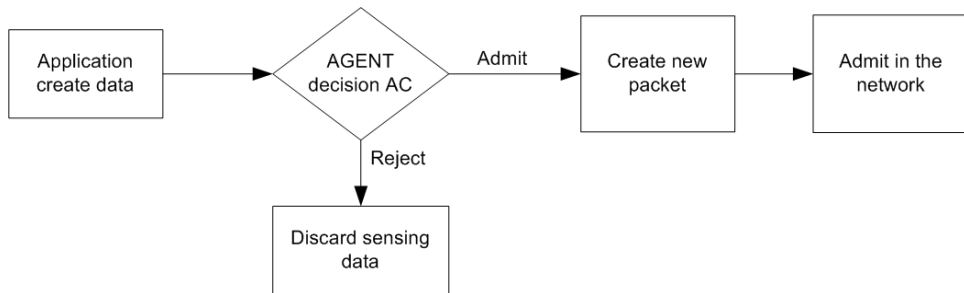 Application
create data
AGENT
decision AC
Admit
Create new
packet
Admit in the
network
Reject
Discard sensing
data